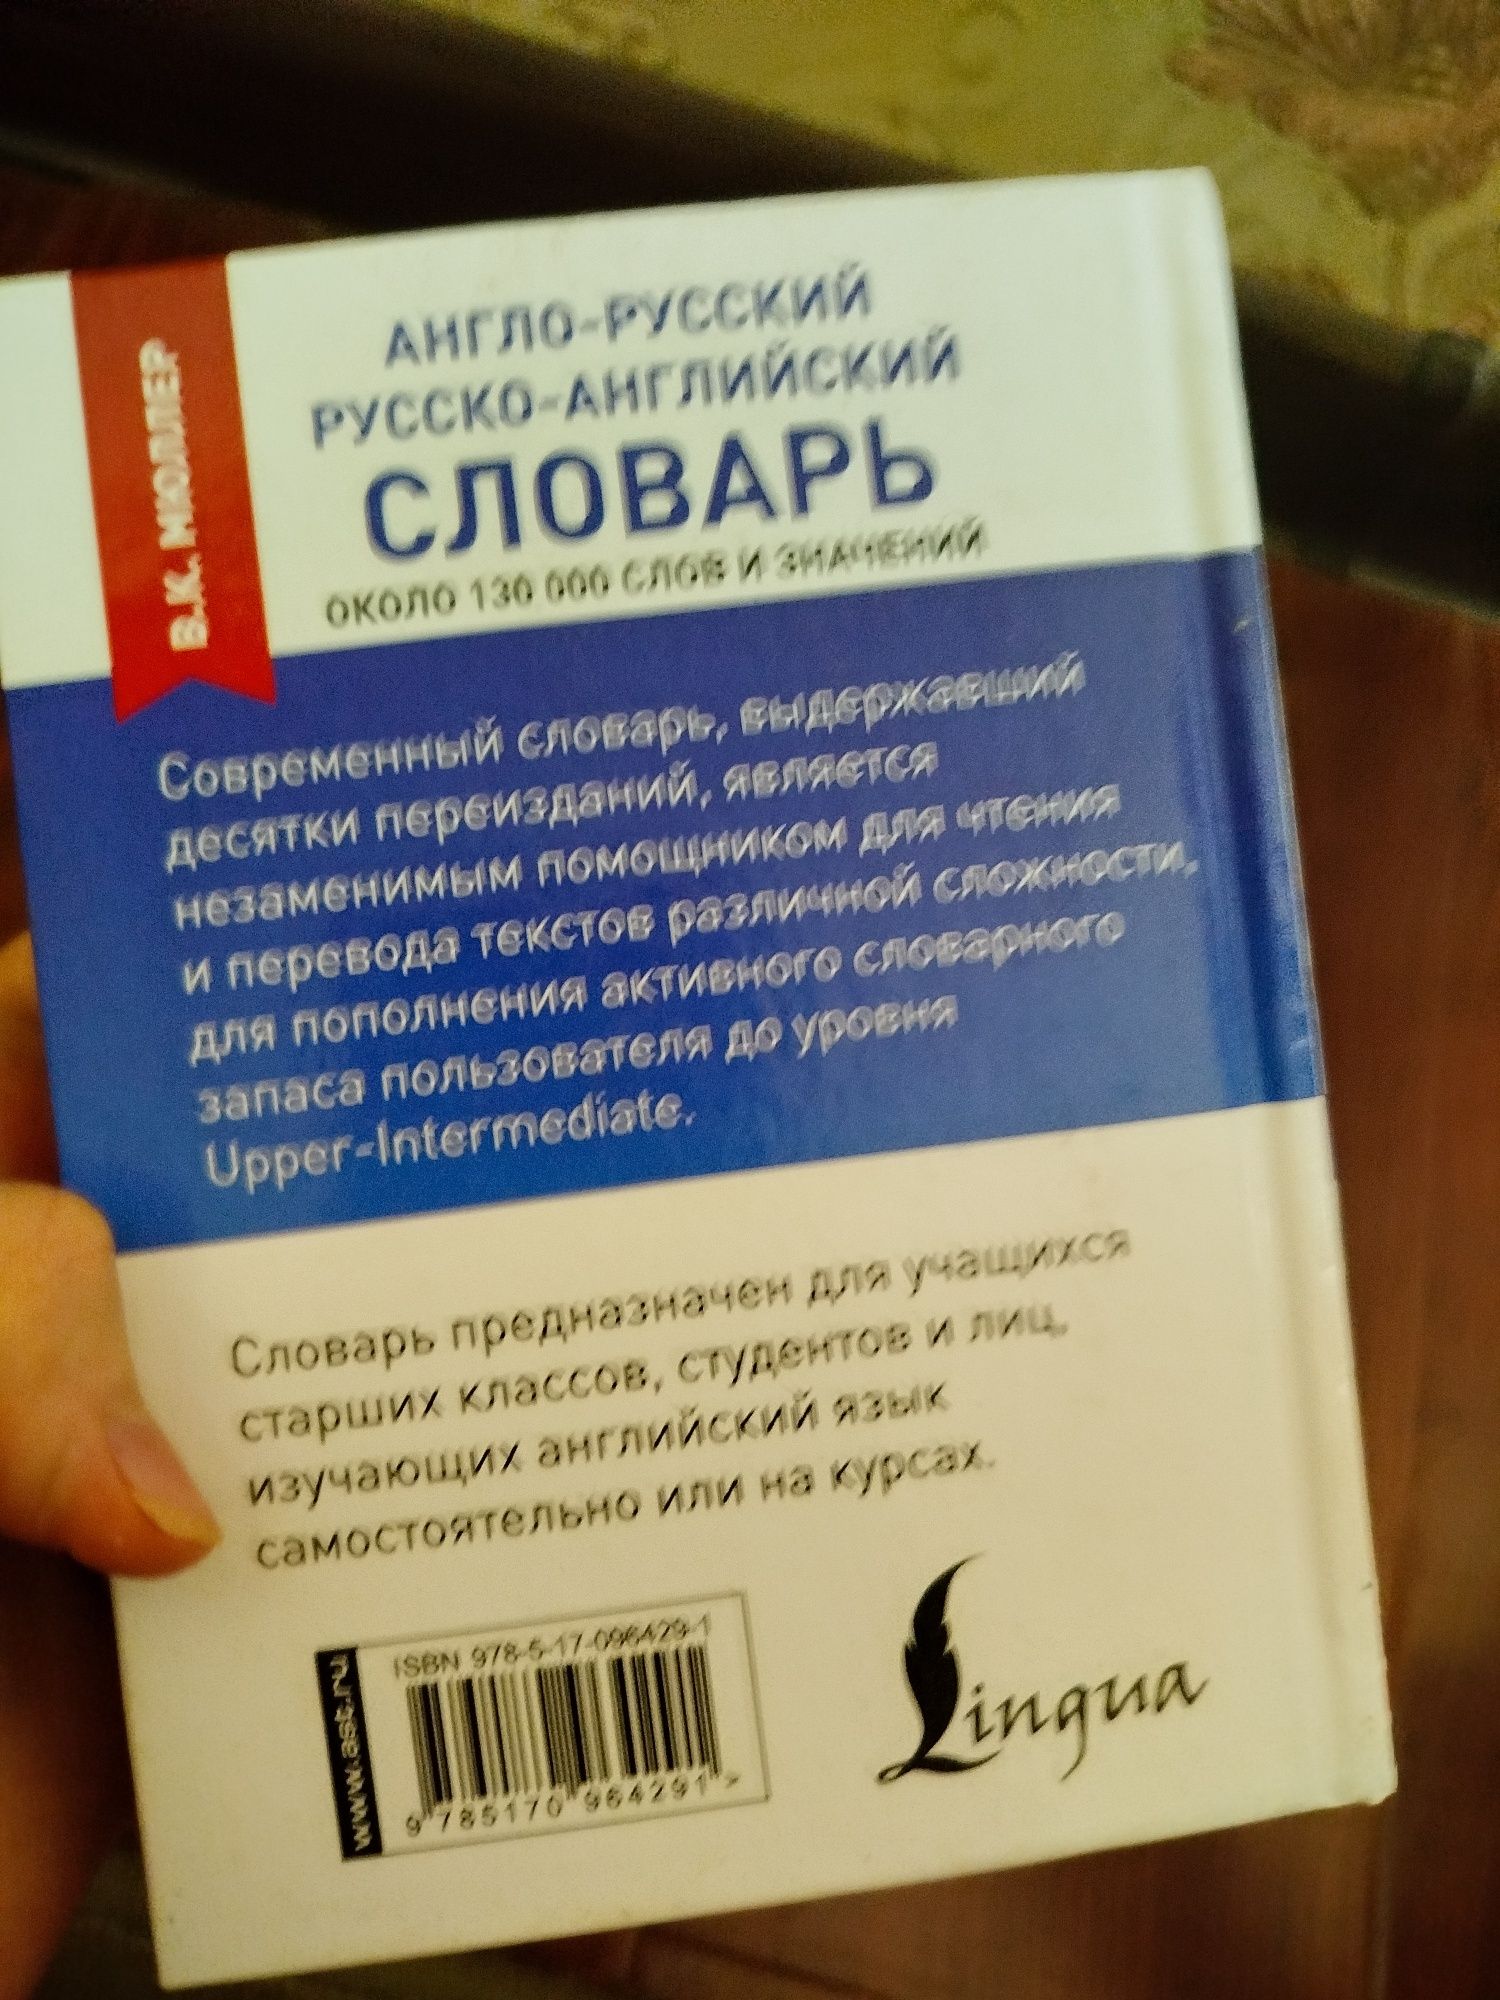 В.К. МЮЛЛЕР
АНГЛО-РУССКИЙ
РУССКО-АНГЛИЙСКИЙ
СЛОВАРЬ
ОКОЛО 130 000 СЛОВ И ЗНАЧЕНИЙ
Современный словарь, выдержавший
десятки переизданий, является
незаменимым помощником для чтения
и перевода текстов различной сложности,
для пополнения активного словарного
запаса пользователя до уровня
Upper-Intermediate.
Словарь предназначен для учащихся
старших классов, студентов и лиц,
изучающих английский язык
самостоятельно или на курсах.
www.ast.ru
ISBN 978-5-17-096429-1
9 785170 964291 >
Lingua